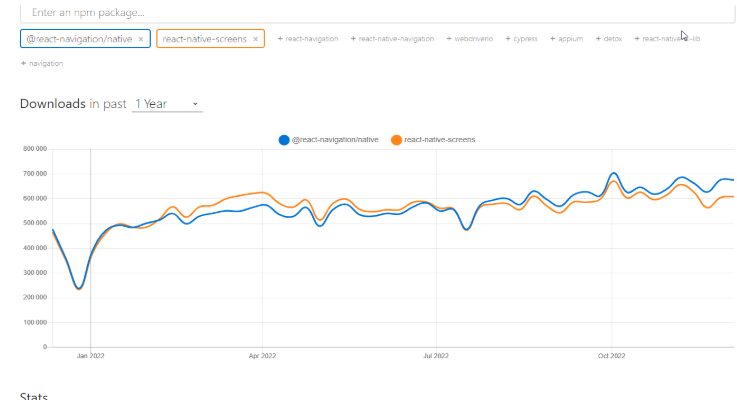 Enter an npm package...
@react-navigation/native × react-native-screens × + react-navigation + react-native-navigation + webdriverio + cypress + appium + detox
+ navigation
Downloads in past 1 Year
@react-navigation/native react-native-screens
800 000
700 000
600 000
500 000
400 000
300 000
200 000
100 000
0
Jan 2022 Apr 2022 Jul 2022 Oct 2022
Stats